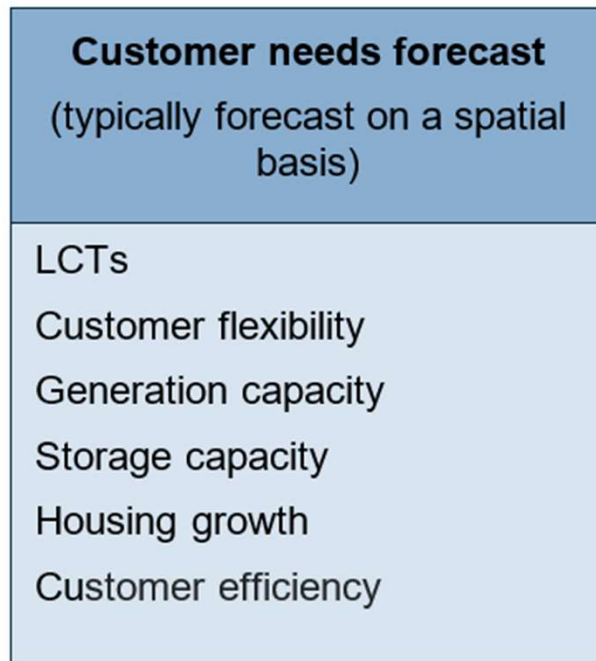 Customer needs forecast
(typically forecast on a spatial
basis)
LCTs
Customer flexibility
Generation capacity
Storage capacity
Housing growth
Customer efficiency